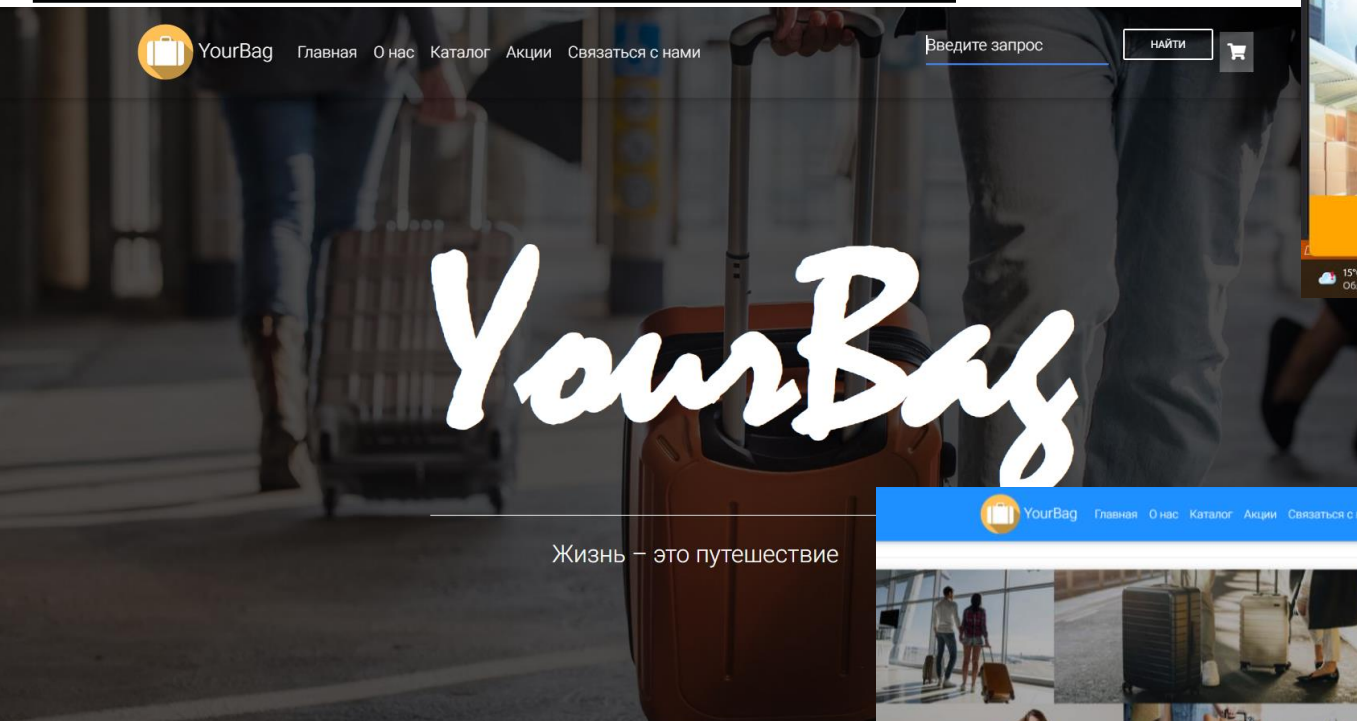 YourBag Главная О нас Каталог Акции Связаться с нами Введите запрос НАЙТИ
YourBag
Жизнь – это путешествие
15°
YourBag Главная О нас Каталог Акции Связаться с